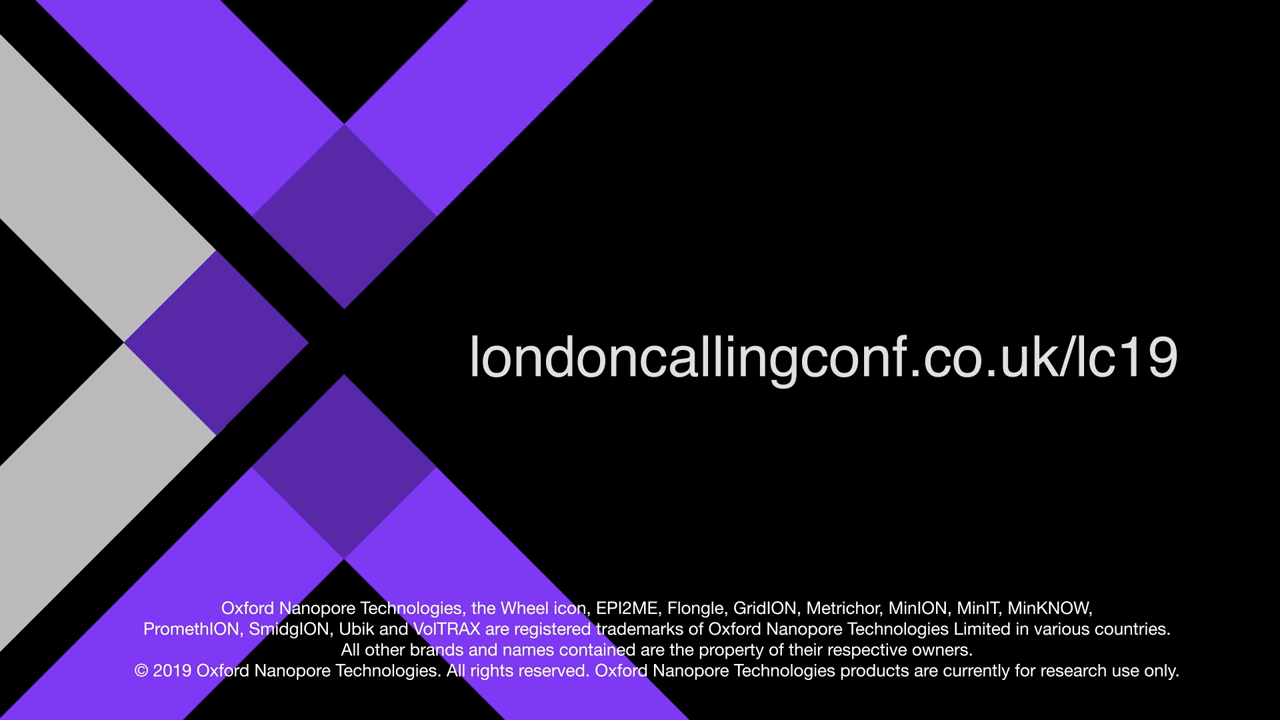 londoncallingconf.co.uk/lc19
Oxford Nanopore Technologies, the Wheel icon, EPI2ME, Flongle, GridION, Metrichor, MinION, MinIT, MinKNOW,
PromethION, SmidgION, Ubik and VolTRAX are registered trademarks of Oxford Nanopore Technologies Limited in various countries.
All other brands and names contained are the property of their respective owners.
© 2019 Oxford Nanopore Technologies. All rights reserved. Oxford Nanopore Technologies products are currently for research use only.